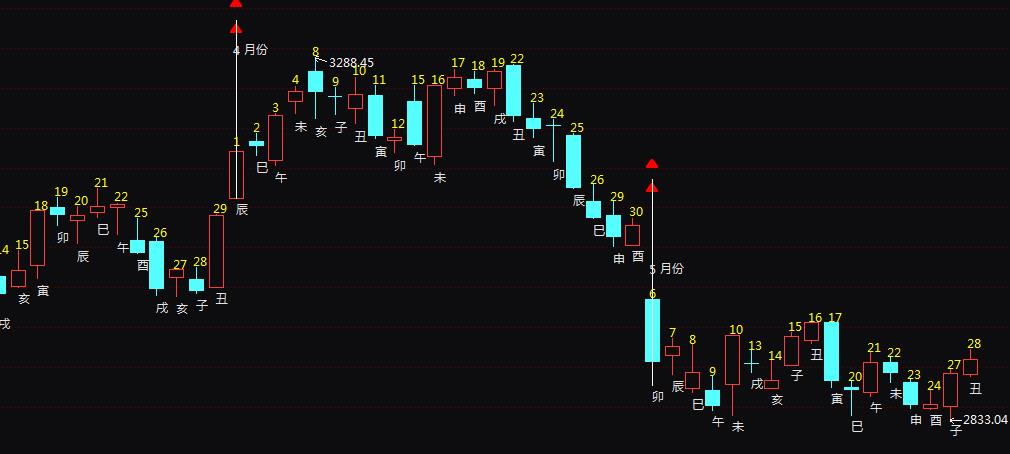 4 月份
8
3288.45
17
18
19
22
4
9
10
11
15
16
23
24
25
1
2
3
12
亥
子
丑
寅
卯
午
未
申
酉
戌
丑
寅
卯
辰
未
巳
午
辰
18
19
20
21
22
25
26
27
28
29
26
29
30
14
15
卯
辰
巳
午
酉
戌
亥
子
丑
巳
申
酉
亥
寅
戌
5 月份
6
7
8
9
10
13
14
15
16
17
20
21
22
23
24
27
28
卯
辰
巳
午
未
戌
亥
子
丑
寅
巳
午
未
申
酉
子
丑
2833.04